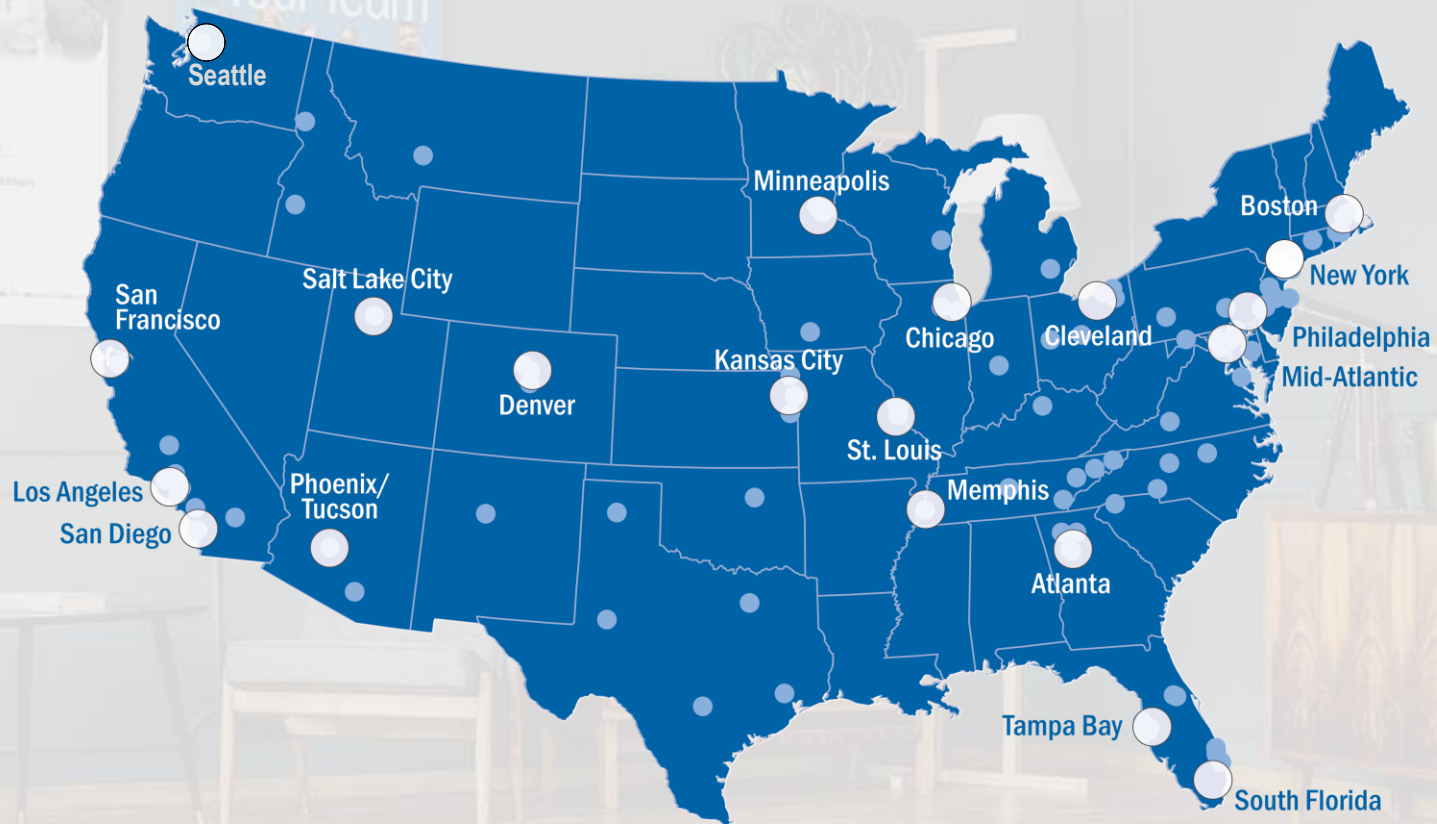 Seattle
Minneapolis
Boston
Salt Lake City
New York
San
Francisco
Chicago
Cleveland
Philadelphia
Kansas City
Mid-Atlantic
Denver
St. Louis
Los Angeles
Phoenix/
Tucson
Memphis
San Diego
Atlanta
Tampa Bay
South Florida